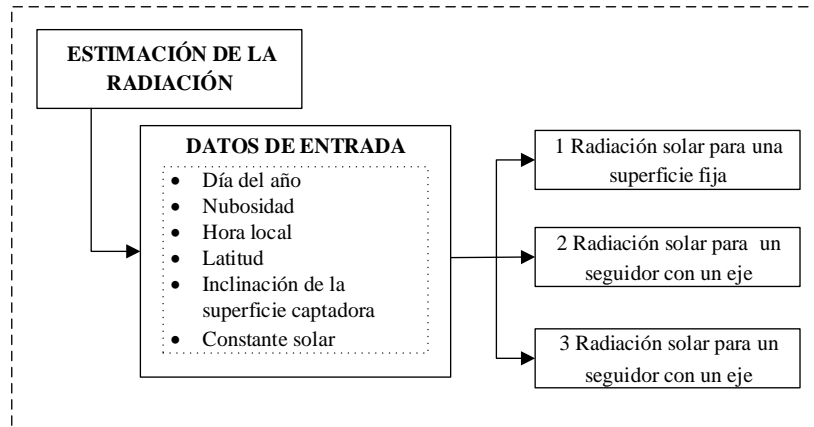 ESTIMACIÓN DE LA
RADIACIÓN
DATOS DE ENTRADA
• Día del año
• Nubosidad
• Hora local
• Latitud
• Inclinación de la
superficie captadora
• Constante solar
1 Radiación solar para una
superficie fija
2 Radiación solar para un
seguidor con un eje
3 Radiación solar para un
seguidor con un eje